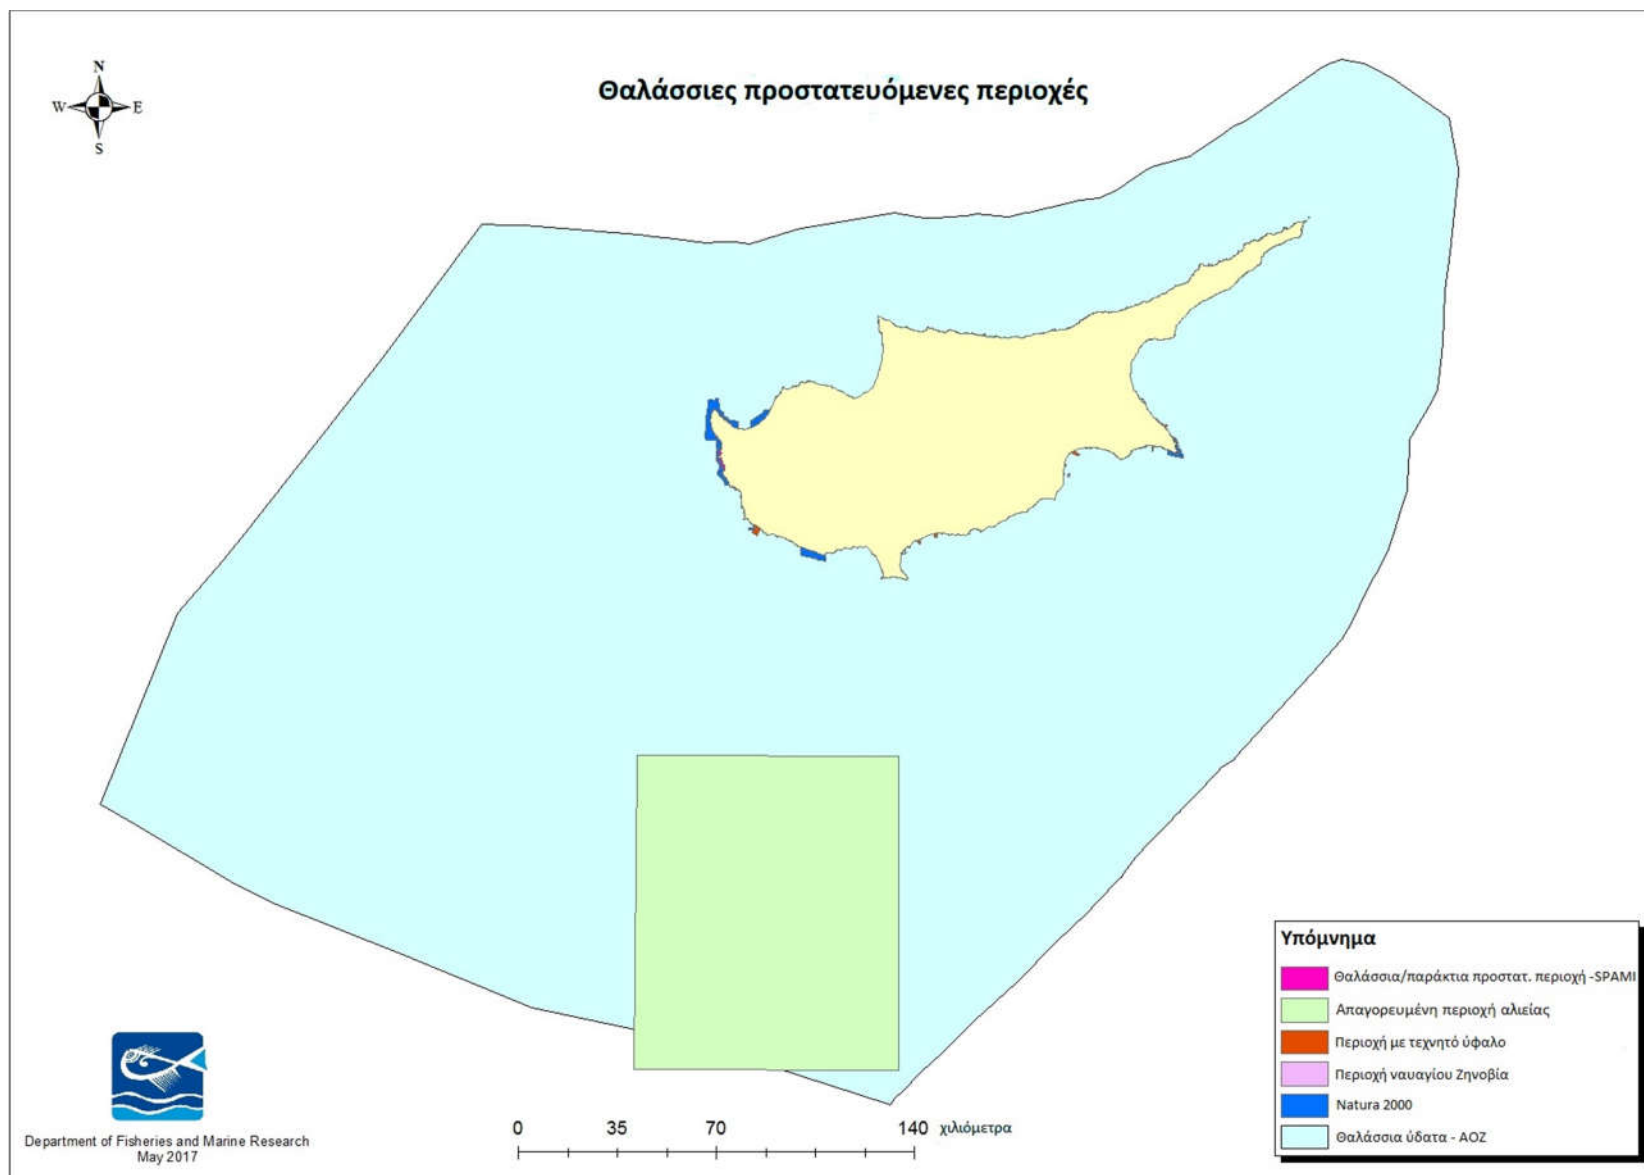 Θαλάσσιες προστατευόμενες περιοχές
N
W E
S
Υπόμνημα
Θαλάσσια/παράκτια προστατ. περιοχή -SPAMI
Απαγορευμένη περιοχή αλιείας
Περιοχή με τεχνητό ύφαλο
Περιοχή ναυαγίου Ζηνοβία
Natura 2000
Θαλάσσια ύδατα - ΑΟΖ
0 35 70 140 χιλιόμετρα
Department of Fisheries and Marine Research
May 2017